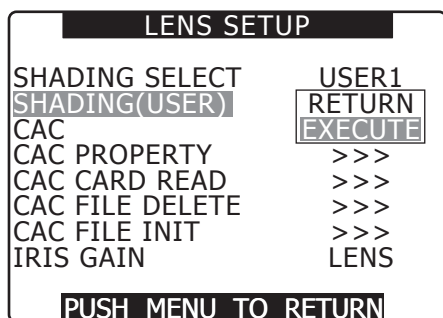 LENS SETUP
SHADING SELECT USER1
SHADING(USER) RETURN
CAC EXECUTE
CAC PROPERTY >>>
CAC CARD READ >>>
CAC FILE DELETE >>>
CAC FILE INIT >>>
IRIS GAIN LENS
PUSH MENU TO RETURN